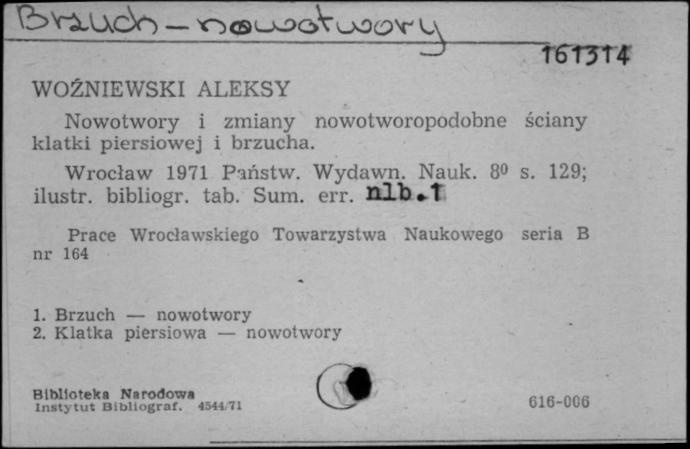 Brzuch – nowotwory
161314
WOŹNIEWSKI ALEKSY
Nowotwory i zmiany nowotworopodobne ściany
klatki piersiowej i brzucha.
Wrocław 1971 Państw. Wydawn. Nauk. 8⁰ s. 129;
ilustr. bibliogr. tab. Sum. err. nlb.1
Prace Wrocławskiego Towarzystwa Naukowego seria B
nr 164
1. Brzuch — nowotwory
2. Klatka piersiowa — nowotwory
Biblioteka Narodowa
Instytut Bibliograf. 4544/71
616-006